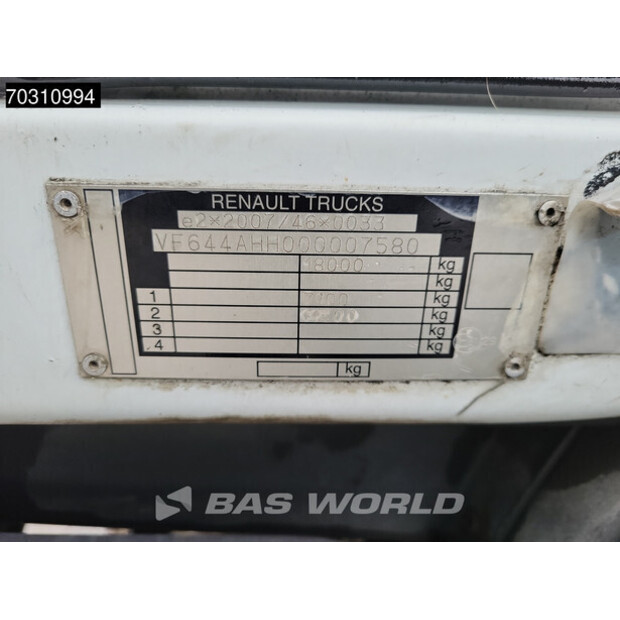 70310994
RENAULT TRUCKS
e2×2007/46×0033
VF644AHH000007580
18000 kg
kg
1 kg
2 kg
3 kg
4 kg
kg
BAS WORLD